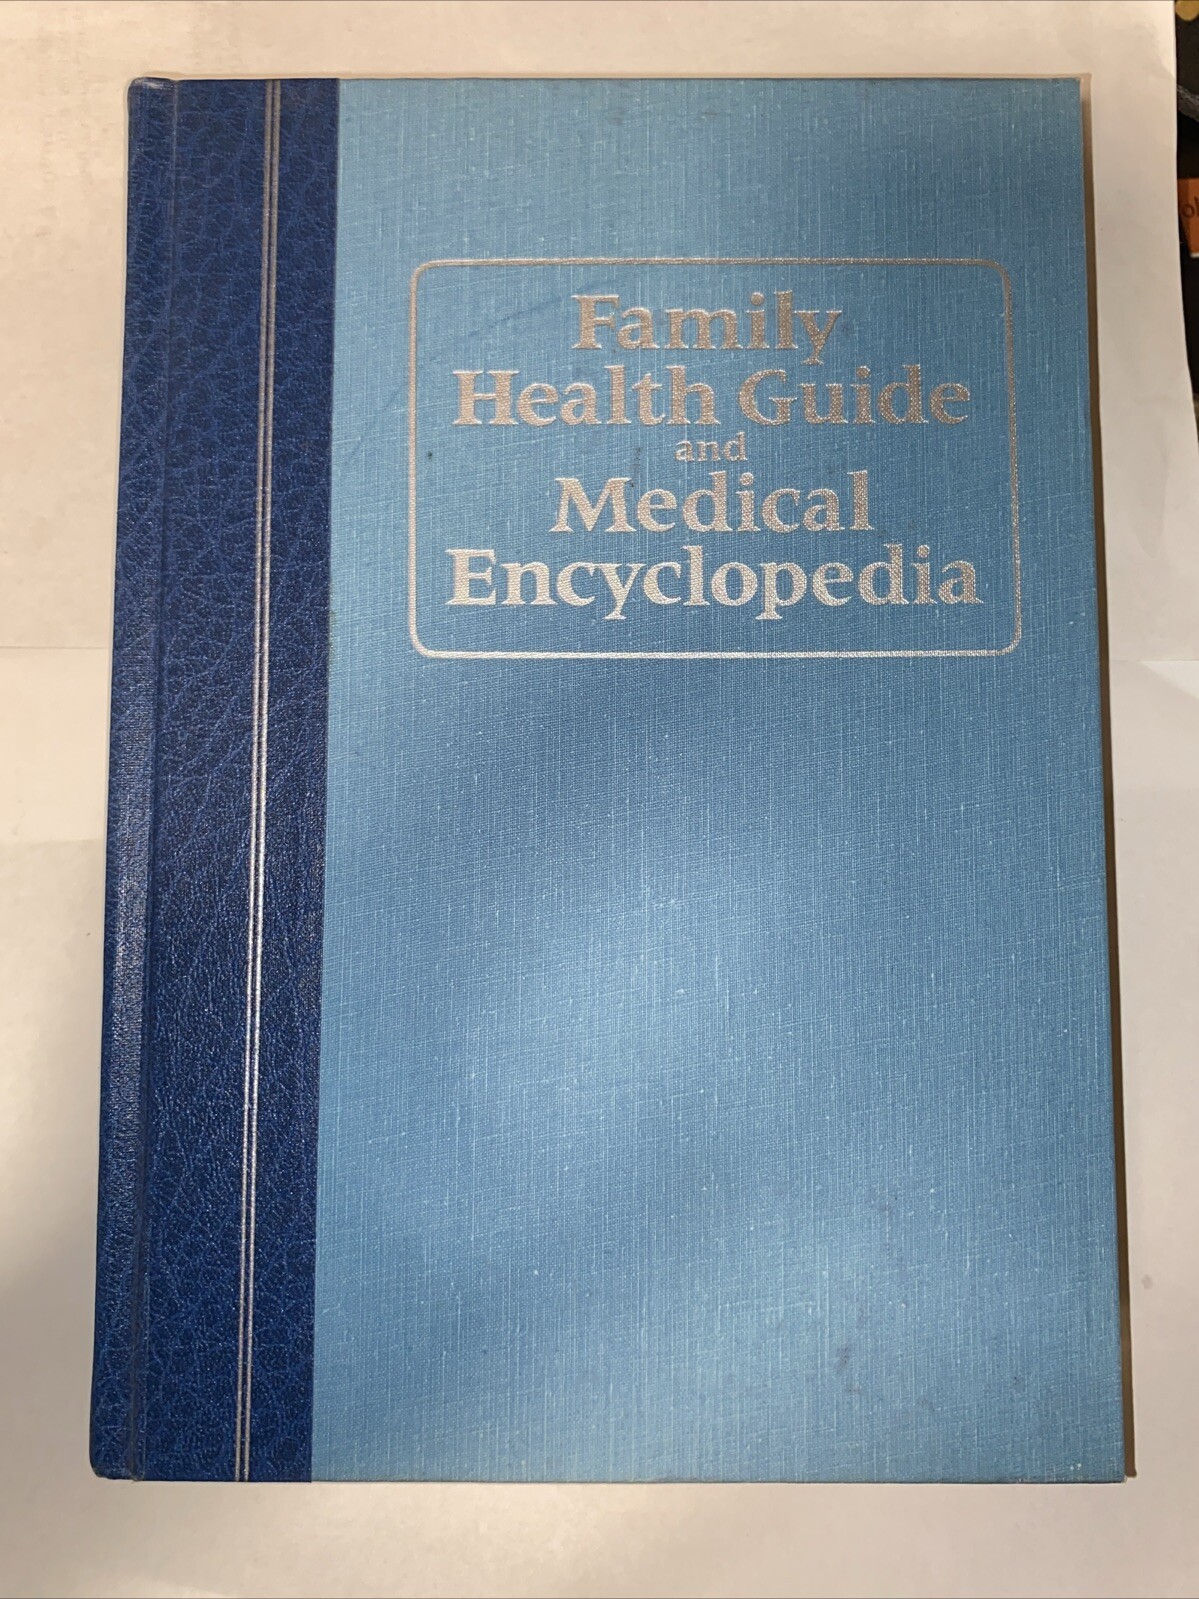 Family
Health Guide
and
Medical
Encyclopedia